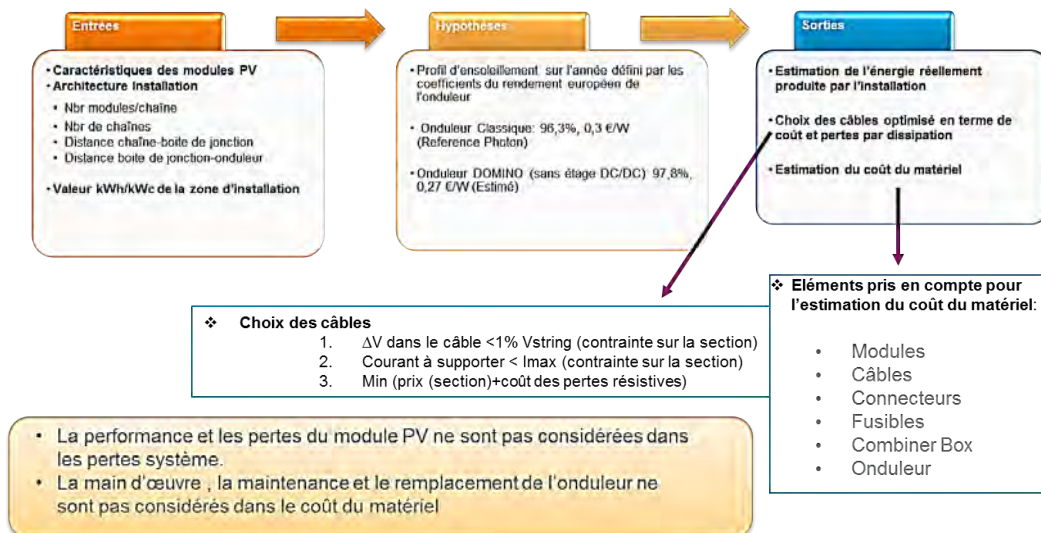 Entrées
• Caractéristiques des modules PV
• Architecture Installation
• Nbr modules/chaîne
• Nbr de chaînes
• Distance chaîne-boite de jonction
• Distance boite de jonction-onduleur
• Valeur kWh/kWc de la zone d'installation
Hypothéses
• Profil d'ensoleillement sur l'année défini par les
coefficients du rendement européen de
l'onduleur
• Onduleur Classique: 96,3%, 0,3 €/W
(Reference Photon)
• Onduleur DOMINO (sans étage DC/DC) 97,8%,
0,27 €/W (Estimé)
Sorties
• Estimation de l'énergie réellement
produite par l'installation
• Choix des câbles optimisé en terme de
coût et pertes par dissipation
• Estimation du coût du matériel
❖ Choix des câbles
1. ΔV dans le câble <1% Vstring (contrainte sur la section)
2. Courant à supporter < Imax (contrainte sur la section)
3. Min (prix (section)+coût des pertes résistives)
❖ Eléments pris en compte pour
l'estimation du coût du matériel:
• Modules
• Câbles
• Connecteurs
• Fusibles
• Combiner Box
• Onduleur
• La performance et les pertes du module PV ne sont pas considérées dans
les pertes système.
• La main d'œuvre , la maintenance et le remplacement de l'onduleur ne
sont pas considérés dans le coût du matériel